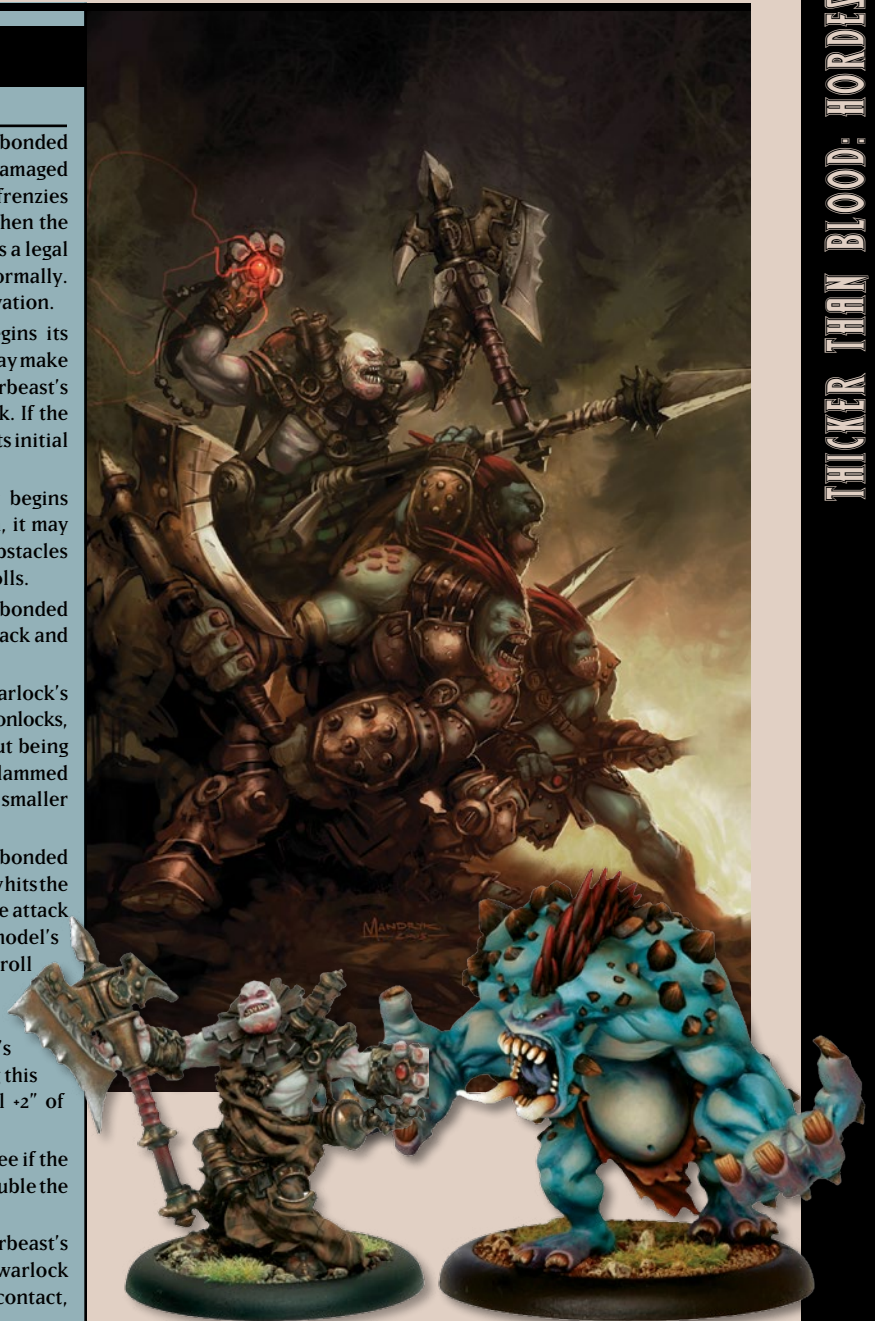 bonded
amaged
frenzies
hen the
s a legal
ormally.
vation.
gins its
ay make
rbeast's
k. If the
ts initial
begins
, it may
bstacles
olls.
bonded
ack and
arlock's
onlocks,
ut being
lammed
smaller
bonded
y hits the
e attack
nodel's
roll
's
this
l +2" of
ee if the
uble the
rbeast's
warlock
contact,
MANDRYK
THICKER THAN BLOOD: HORDES